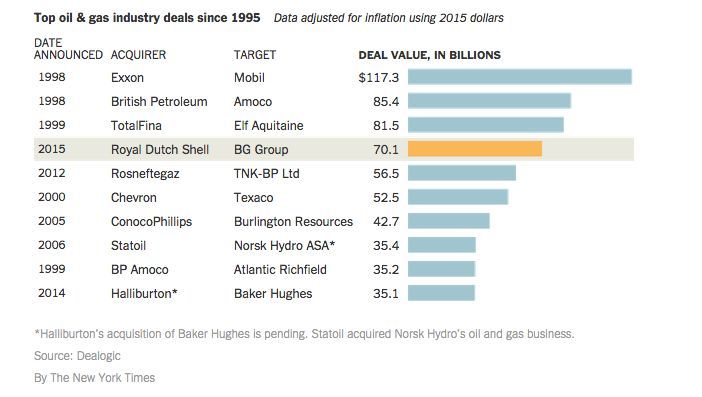 Top oil & gas industry deals since 1995 Data adjusted for inflation using 2015 dollars
DATE
ANNOUNCED ACQUIRER TARGET DEAL VALUE, IN BILLIONS
1998 Exxon Mobil $117.3
1998 British Petroleum Amoco 85.4
1999 TotalFina Elf Aquitaine 81.5
2015 Royal Dutch Shell BG Group 70.1
2012 Rosneftegaz TNK-BP Ltd 56.5
2000 Chevron Texaco 52.5
2005 ConocoPhillips Burlington Resources 42.7
2006 Statoil Norsk Hydro ASA* 35.4
1999 BP Amoco Atlantic Richfield 35.2
2014 Halliburton* Baker Hughes 35.1
*Halliburton's acquisition of Baker Hughes is pending. Statoil acquired Norsk Hydro's oil and gas business.
Source: Dealogic
By The New York Times